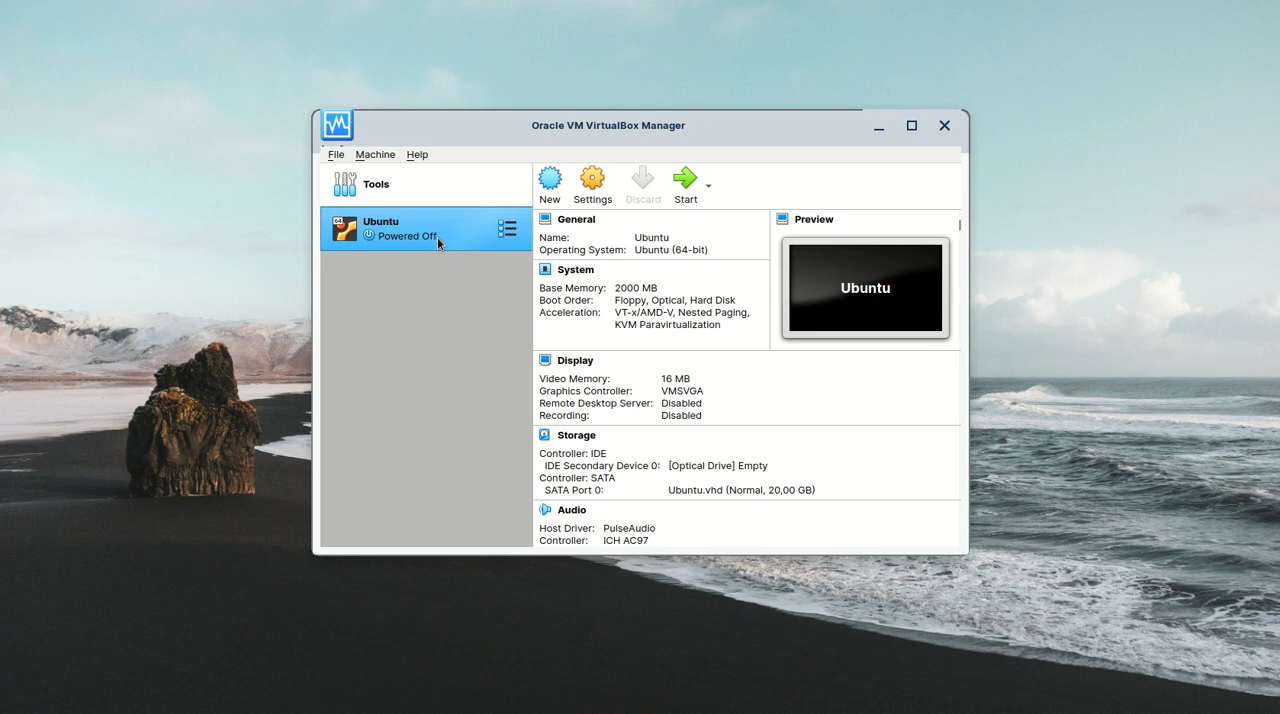 Oracle VM VirtualBox Manager
File Machine Help
Tools
New Settings Discard Start
64
Ubuntu
Powered Off
General
Name: Ubuntu
Operating System: Ubuntu (64-bit)
Preview
Ubuntu
System
Base Memory: 2000 MB
Boot Order: Floppy, Optical, Hard Disk
Acceleration: VT-x/AMD-V, Nested Paging,
KVM Paravirtualization
Display
Video Memory: 16 MB
Graphics Controller: VMSVGA
Remote Desktop Server: Disabled
Recording: Disabled
Storage
Controller: IDE
IDE Secondary Device 0: [Optical Drive] Empty
Controller: SATA
SATA Port 0: Ubuntu.vhd (Normal, 20,00 GB)
Audio
Host Driver: PulseAudio
Controller: ICH AC97